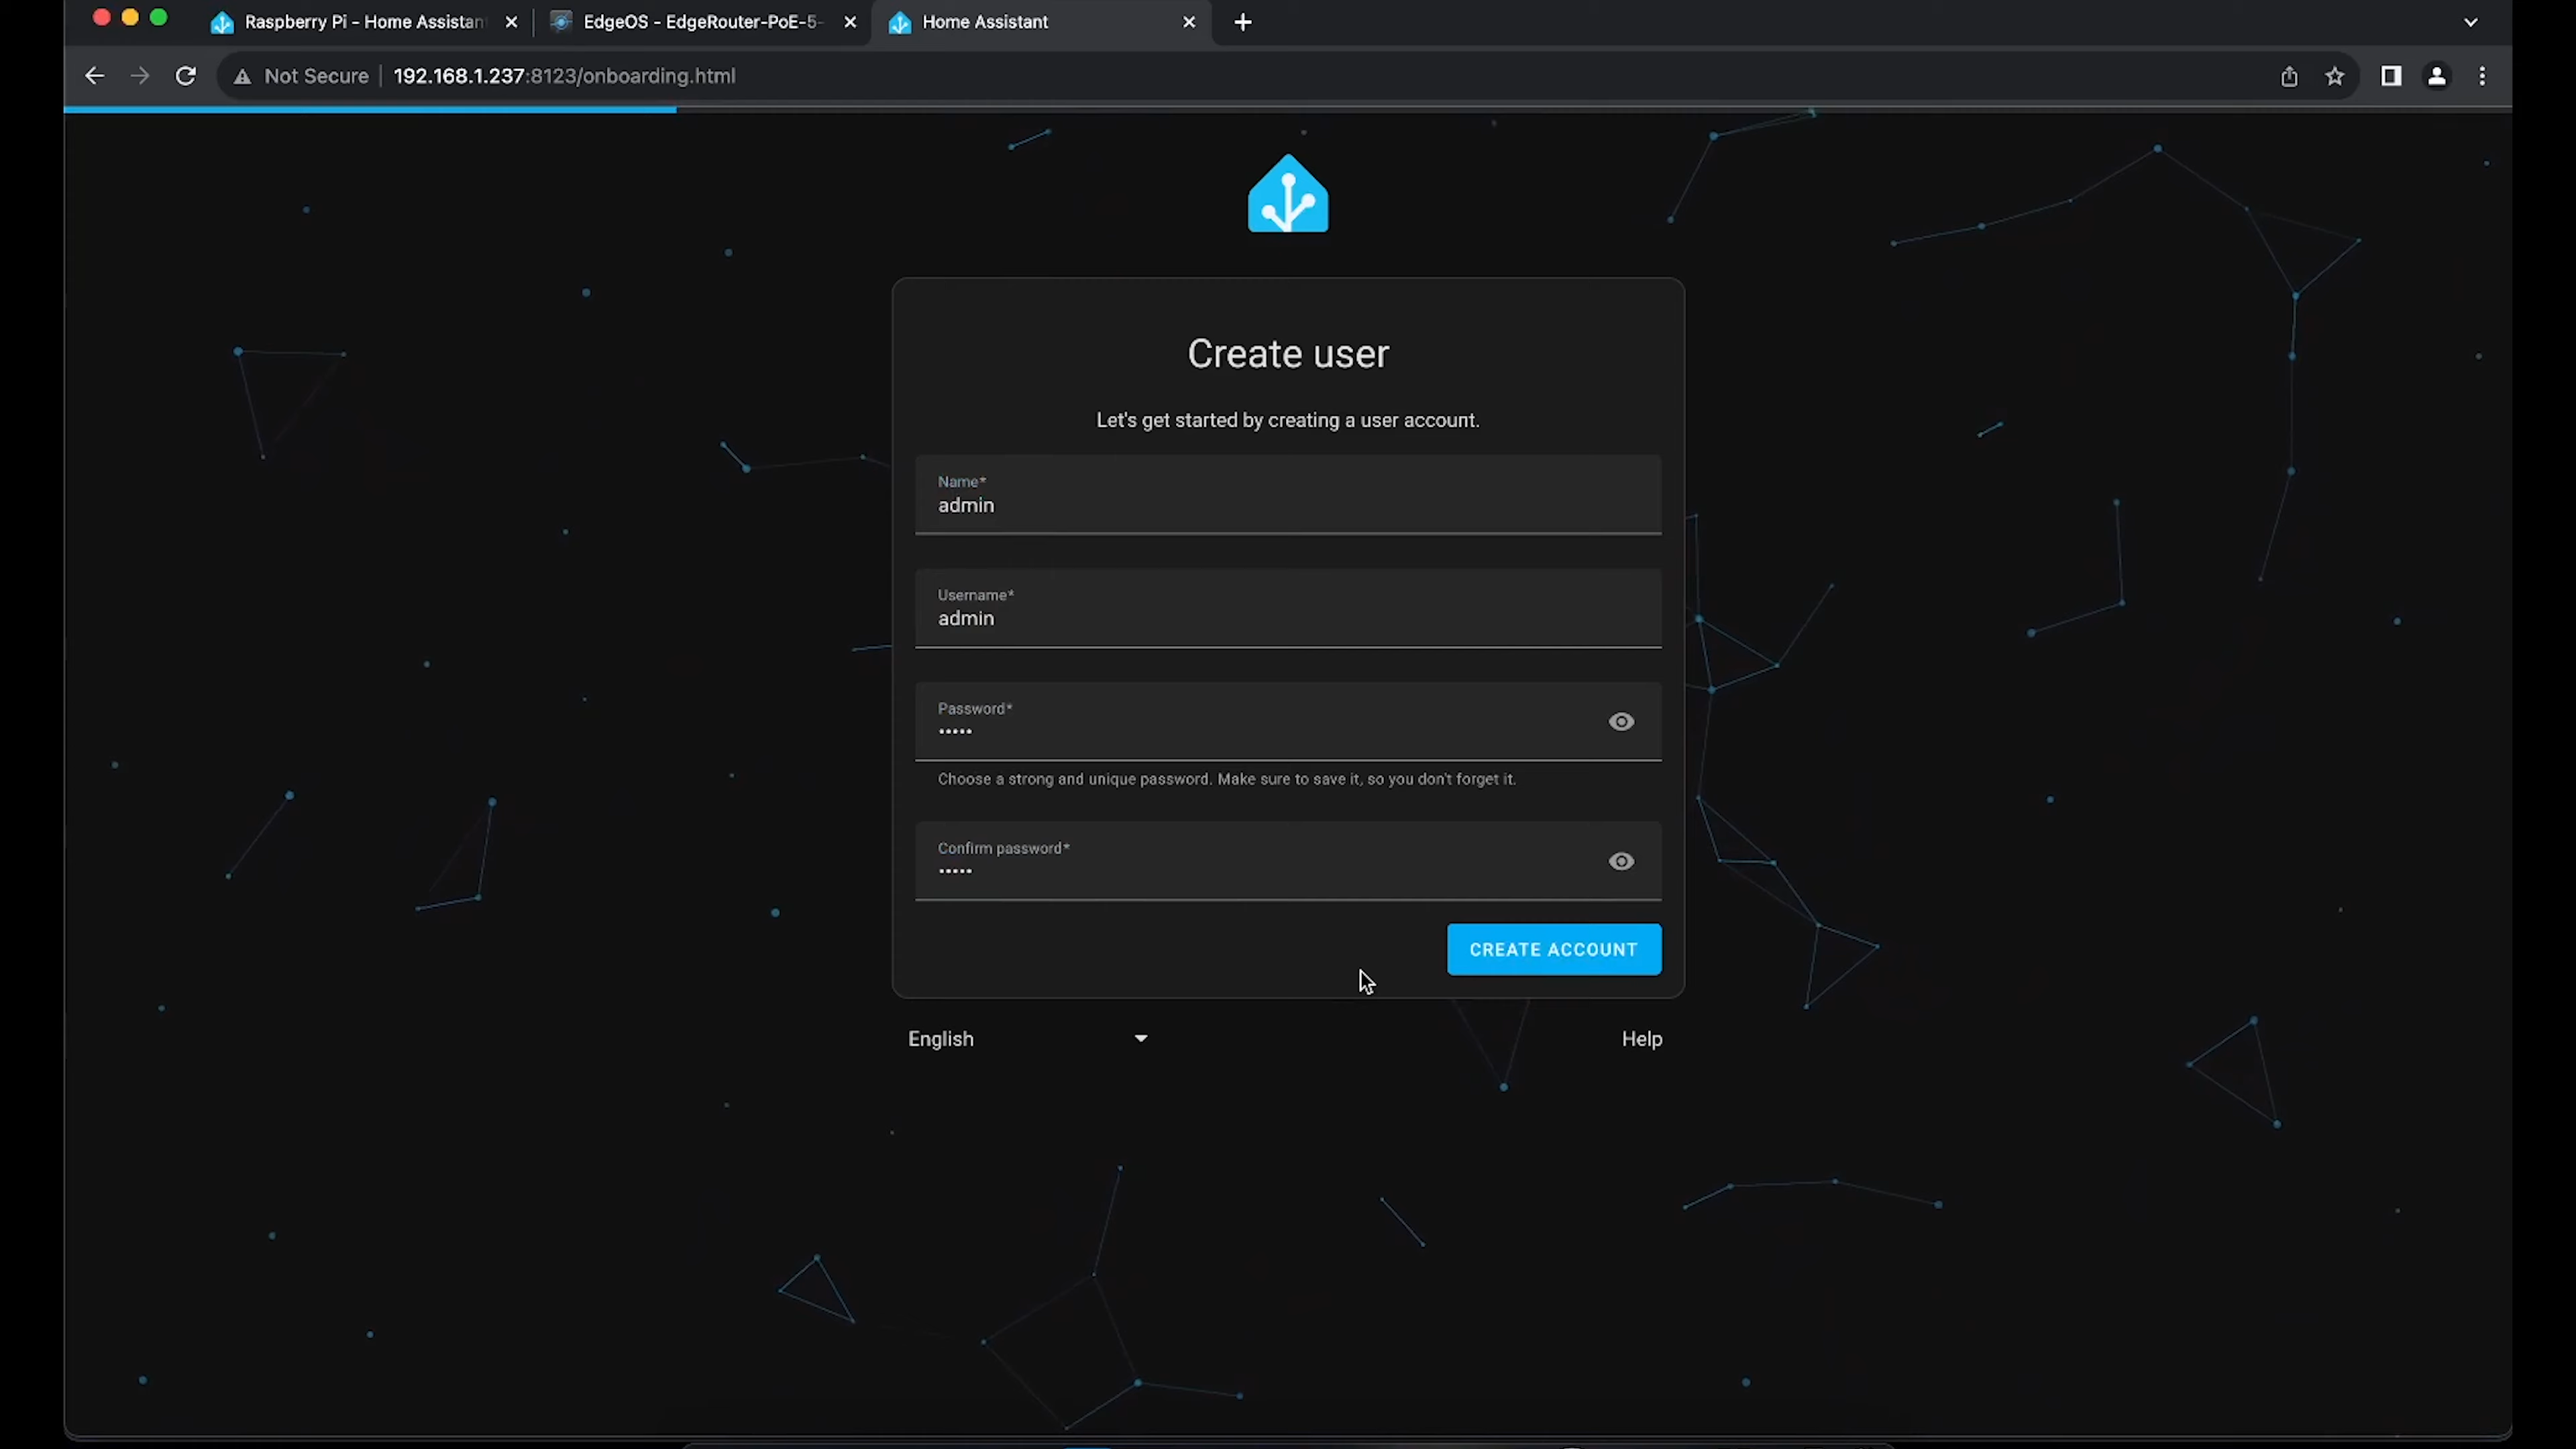 Raspberry Pi - Home Assistan
EdgeOS - EdgeRouter-PoE-5-
Home Assistant
Not Secure
192.168.1.237:8123/onboarding.html
Create user
Let's get started by creating a user account.
Name*
admin
Username*
admin
Password*
•••••
Choose a strong and unique password. Make sure to save it, so you don't forget it.
Confirm password*
•••••
CREATE ACCOUNT
English
Help